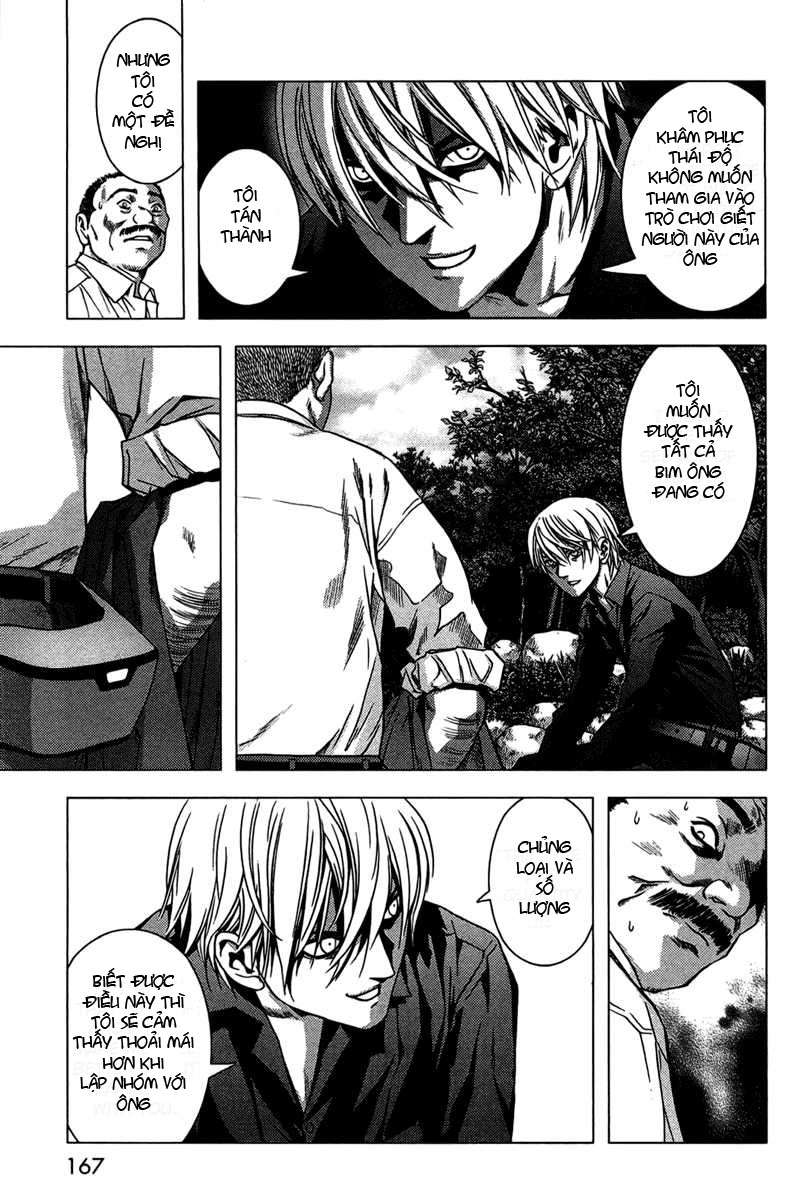 TÔI
KHÂM PHỤC
THÁI ĐỘ
KHÔNG MUỐN
THAM GIA VÀO
TRÒ CHƠI GIẾT
NGƯỜI NÀY CỦA
ÔNG
TÔI
TÁN
THÀNH
NHƯNG
TÔI
CÓ
MỘT ĐỀ
NGHỊ
TÔI
MUỐN
ĐƯỢC THẤY
TẤT CẢ
BIM ÔNG
ĐANG CÓ
CHỦNG
LOẠI VÀ
SỐ
LƯỢNG
BIẾT ĐƯỢC
ĐIỀU NÀY THÌ
TÔI SẼ CẢM
THẤY THOẢI MÁI
HƠN KHI
LẬP NHÓM VỚI
ÔNG
167